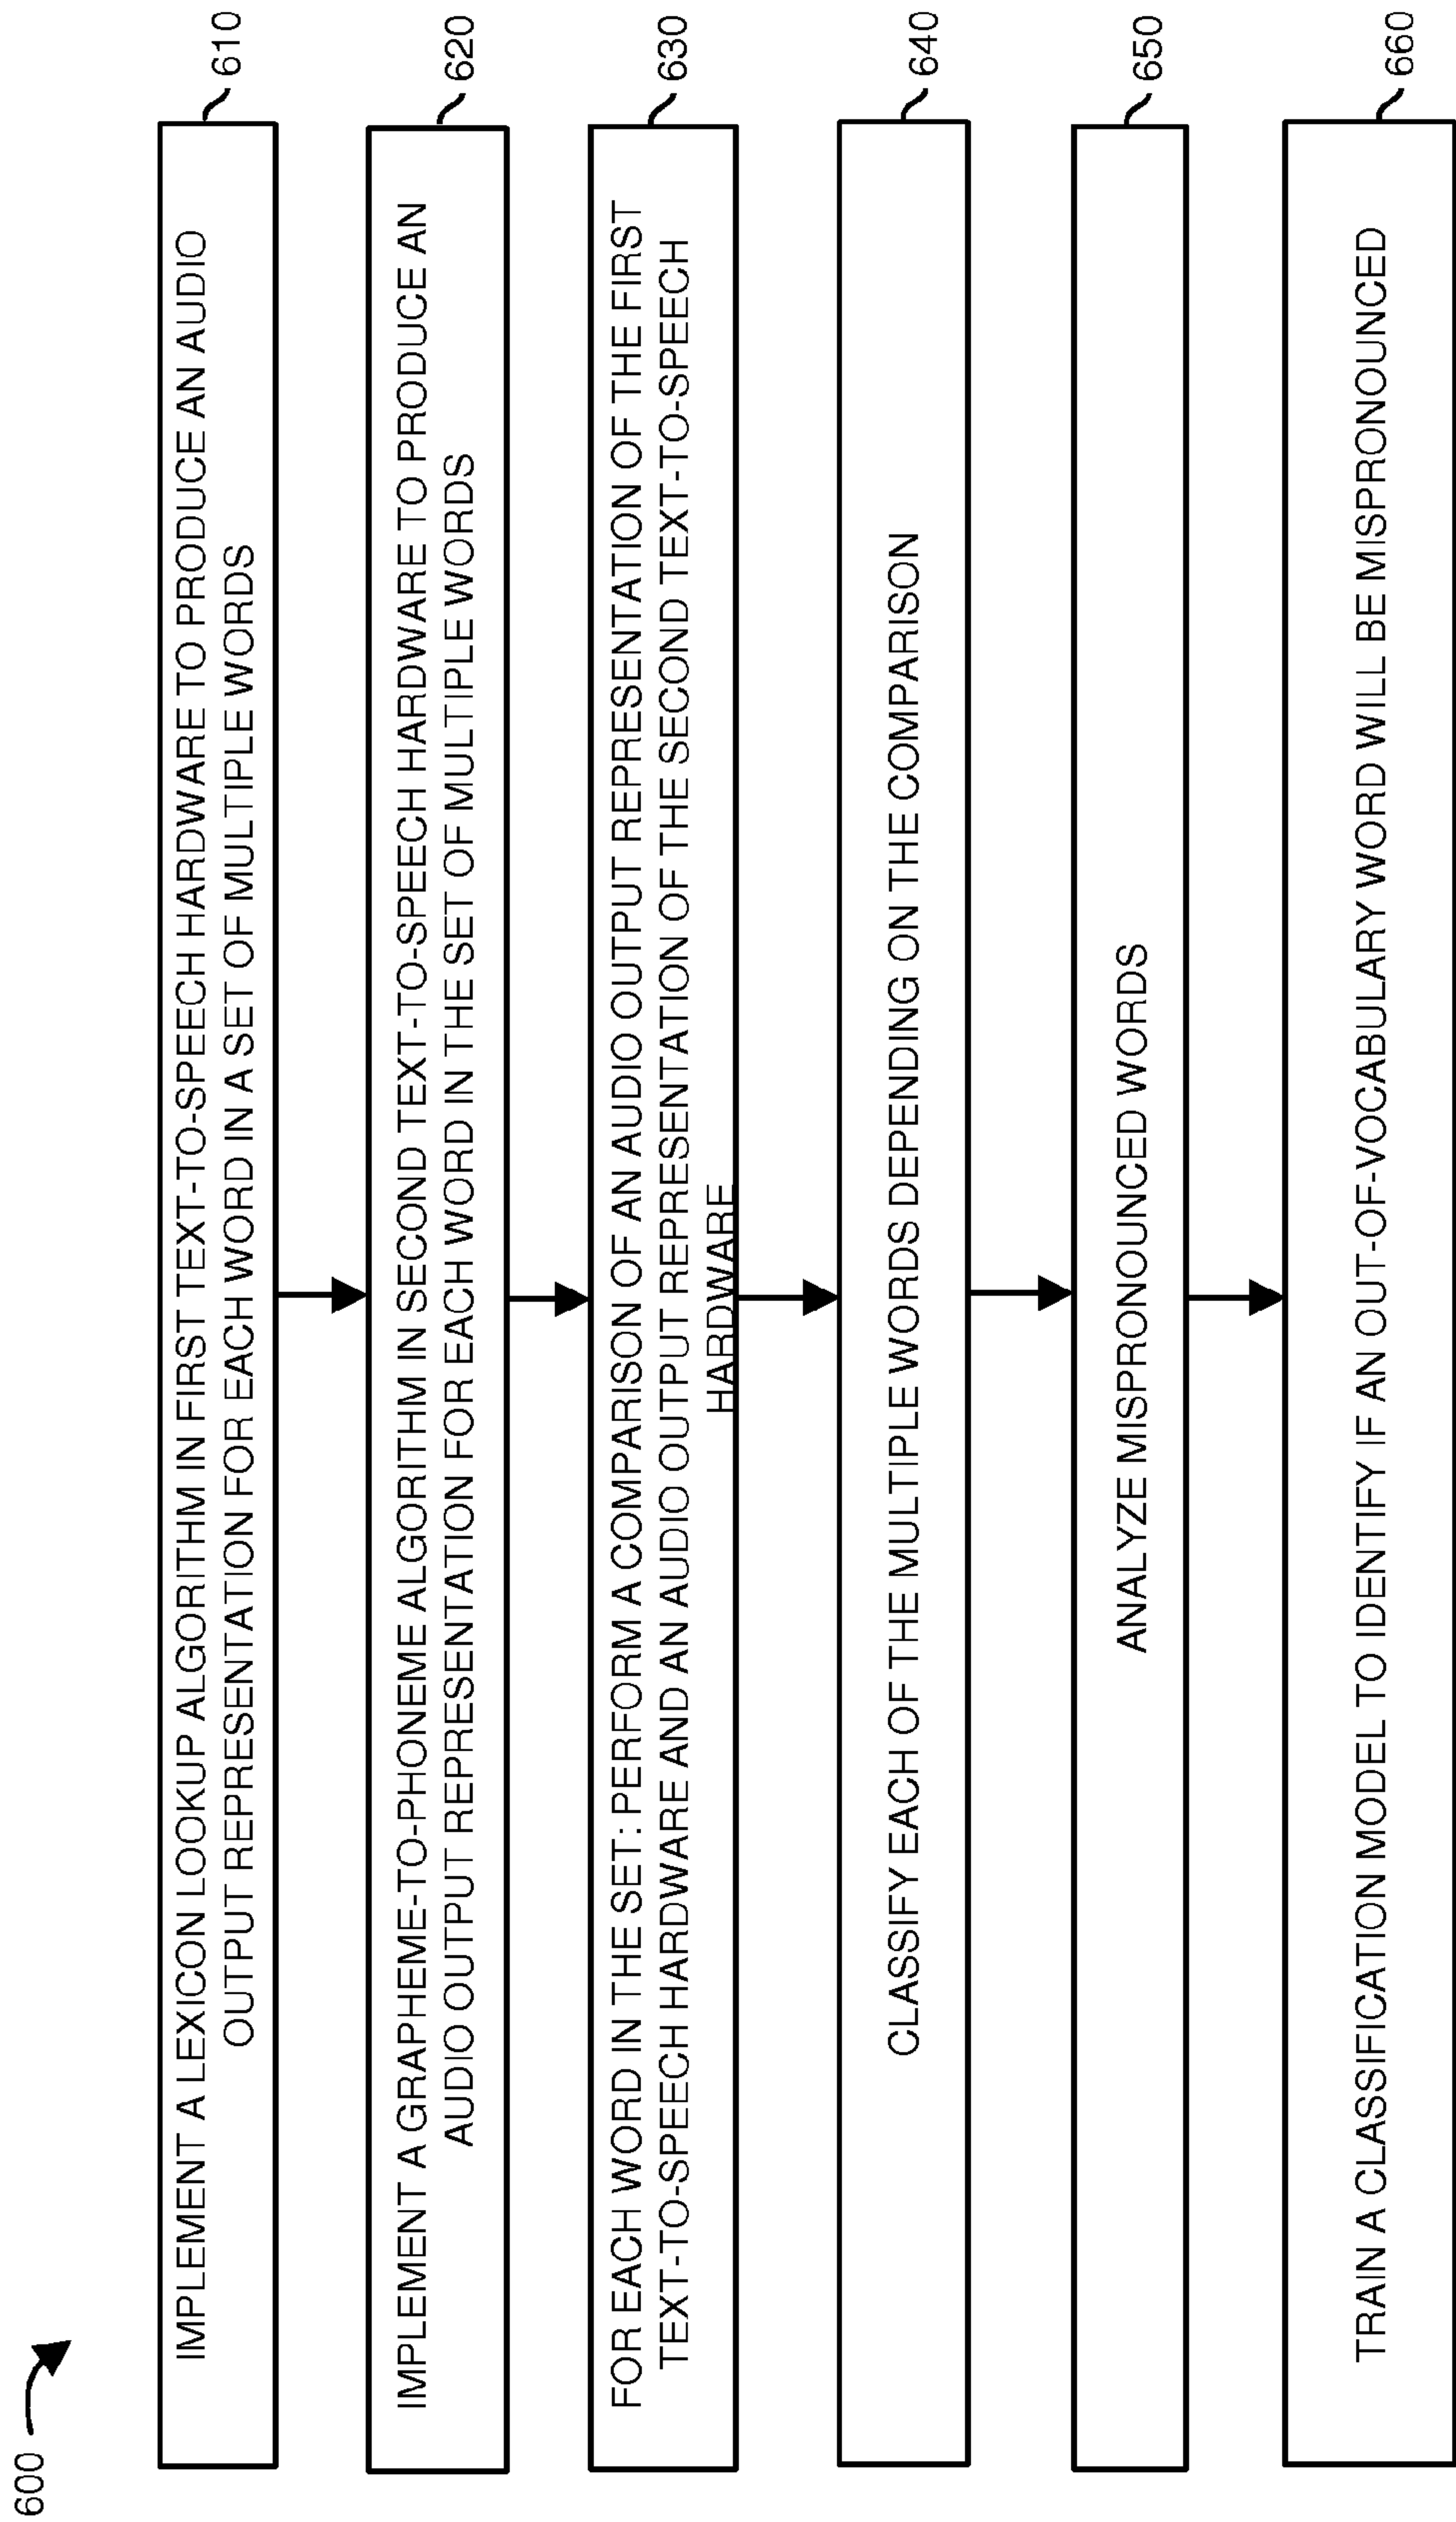 600
IMPLEMENT A LEXICON LOOKUP ALGORITHM IN FIRST TEXT-TO-SPEECH HARDWARE TO PRODUCE AN AUDIO
OUTPUT REPRESENTATION FOR EACH WORD IN A SET OF MULTIPLE WORDS
610
IMPLEMENT A GRAPHEME-TO-PHONEME ALGORITHM IN SECOND TEXT-TO-SPEECH HARDWARE TO PRODUCE AN
AUDIO OUTPUT REPRESENTATION FOR EACH WORD IN THE SET OF MULTIPLE WORDS
620
FOR EACH WORD IN THE SET: PERFORM A COMPARISON OF AN AUDIO OUTPUT REPRESENTATION OF THE FIRST
TEXT-TO-SPEECH HARDWARE AND AN AUDIO OUTPUT REPRESENTATION OF THE SECOND TEXT-TO-SPEECH
HARDWARE
630
CLASSIFY EACH OF THE MULTIPLE WORDS DEPENDING ON THE COMPARISON
640
ANALYZE MISPRONOUNCED WORDS
650
TRAIN A CLASSIFICATION MODEL TO IDENTIFY IF AN OUT-OF-VOCABULARY WORD WILL BE MISPRONOUNCED
660